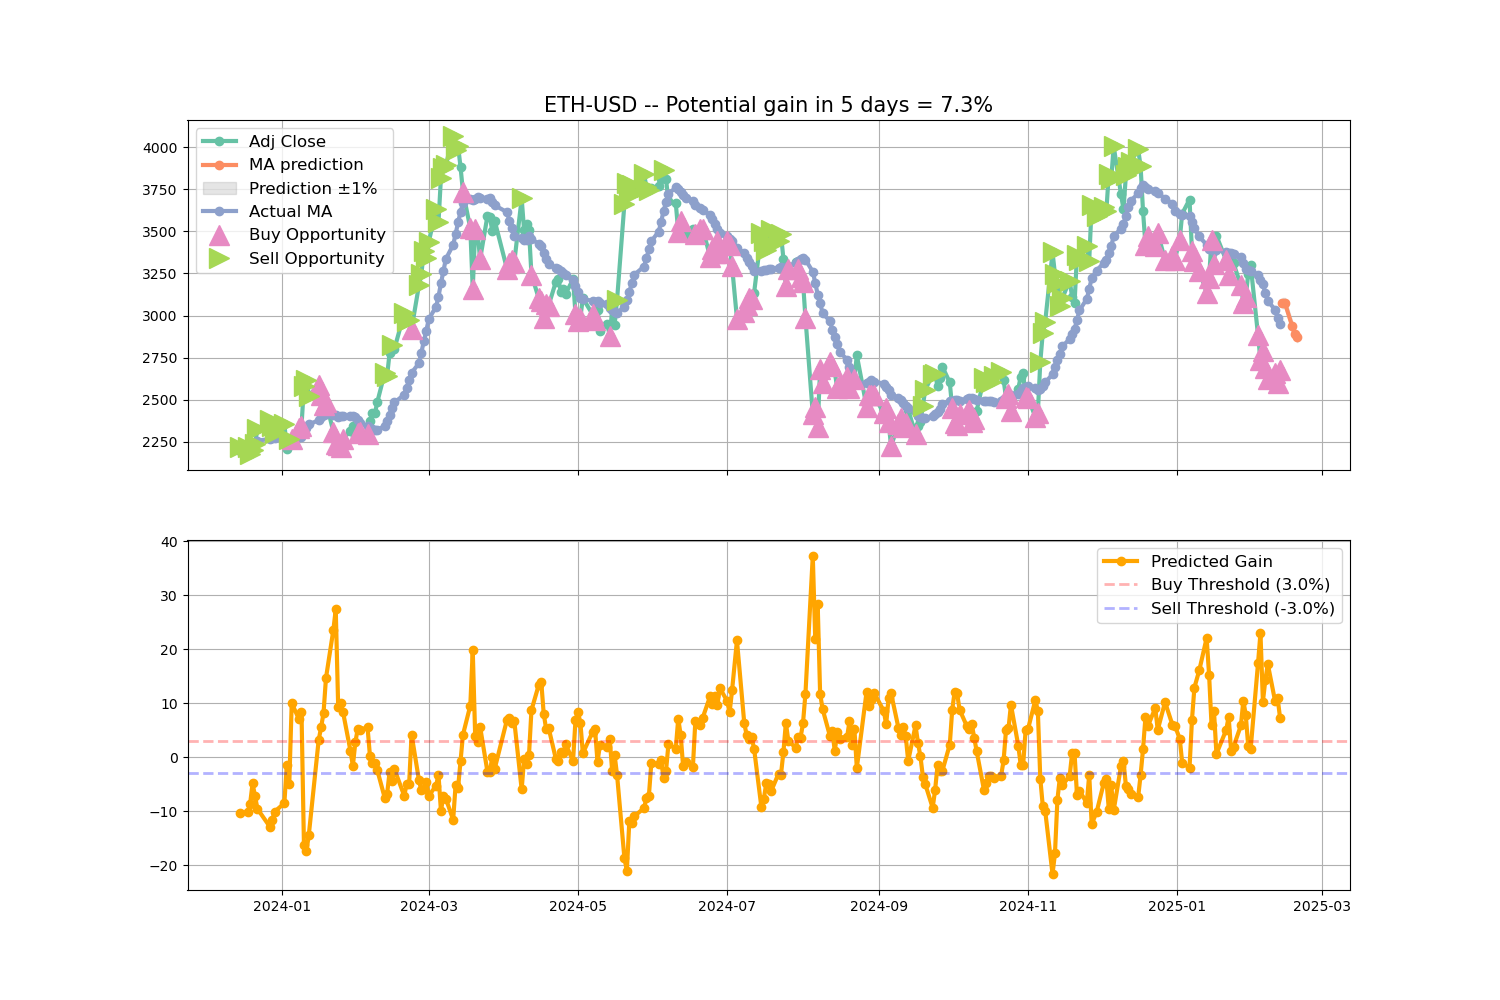 ETH-USD -- Potential gain in 5 days = 7.3%
Adj Close
MA prediction
Prediction ±1%
Actual MA
Buy Opportunity
Sell Opportunity
4000
3750
3500
3250
3000
2750
2500
2250
Predicted Gain
Buy Threshold (3.0%)
Sell Threshold (-3.0%)
40
30
20
10
0
−10
−20
2024-01 2024-03 2024-05 2024-07 2024-09 2024-11 2025-01 2025-03